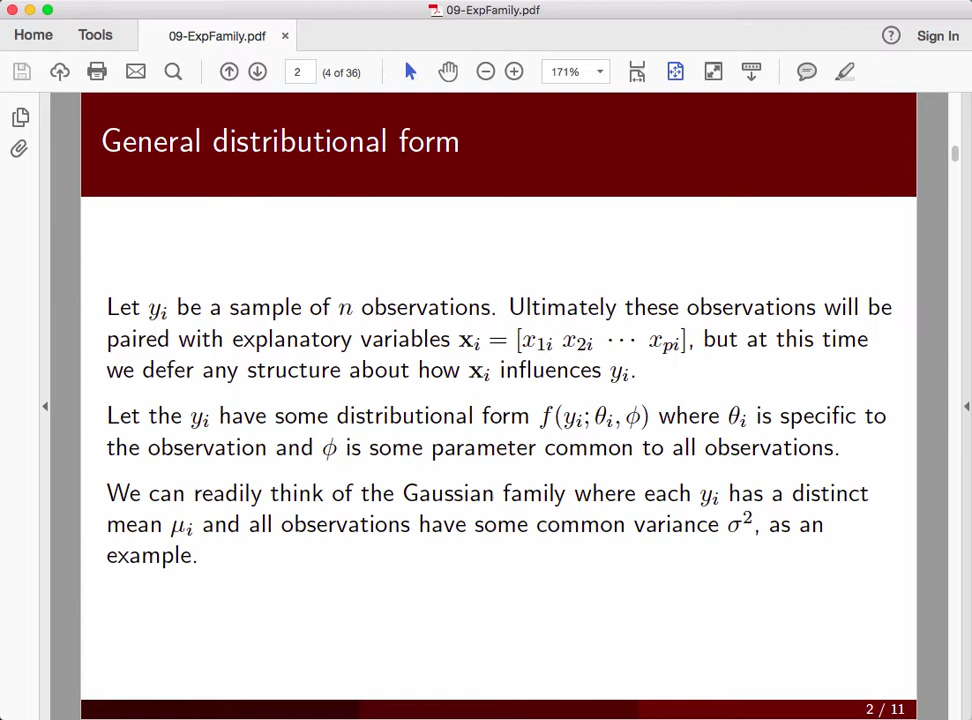 09-ExpFamily.pdf
Home Tools 09-ExpFamily.pdf × ? Sign In
2 (4 of 36) 171%
General distributional form
Let yᵢ be a sample of n observations. Ultimately these observations will be
paired with explanatory variables 𝐱ᵢ = [x₁ᵢ x₂ᵢ ⋯ xₚᵢ], but at this time
we defer any structure about how 𝐱ᵢ influences yᵢ.
Let the yᵢ have some distributional form f(yᵢ; θᵢ, ϕ) where θᵢ is specific to
the observation and ϕ is some parameter common to all observations.
We can readily think of the Gaussian family where each yᵢ has a distinct
mean μᵢ and all observations have some common variance σ², as an
example.
2 / 11